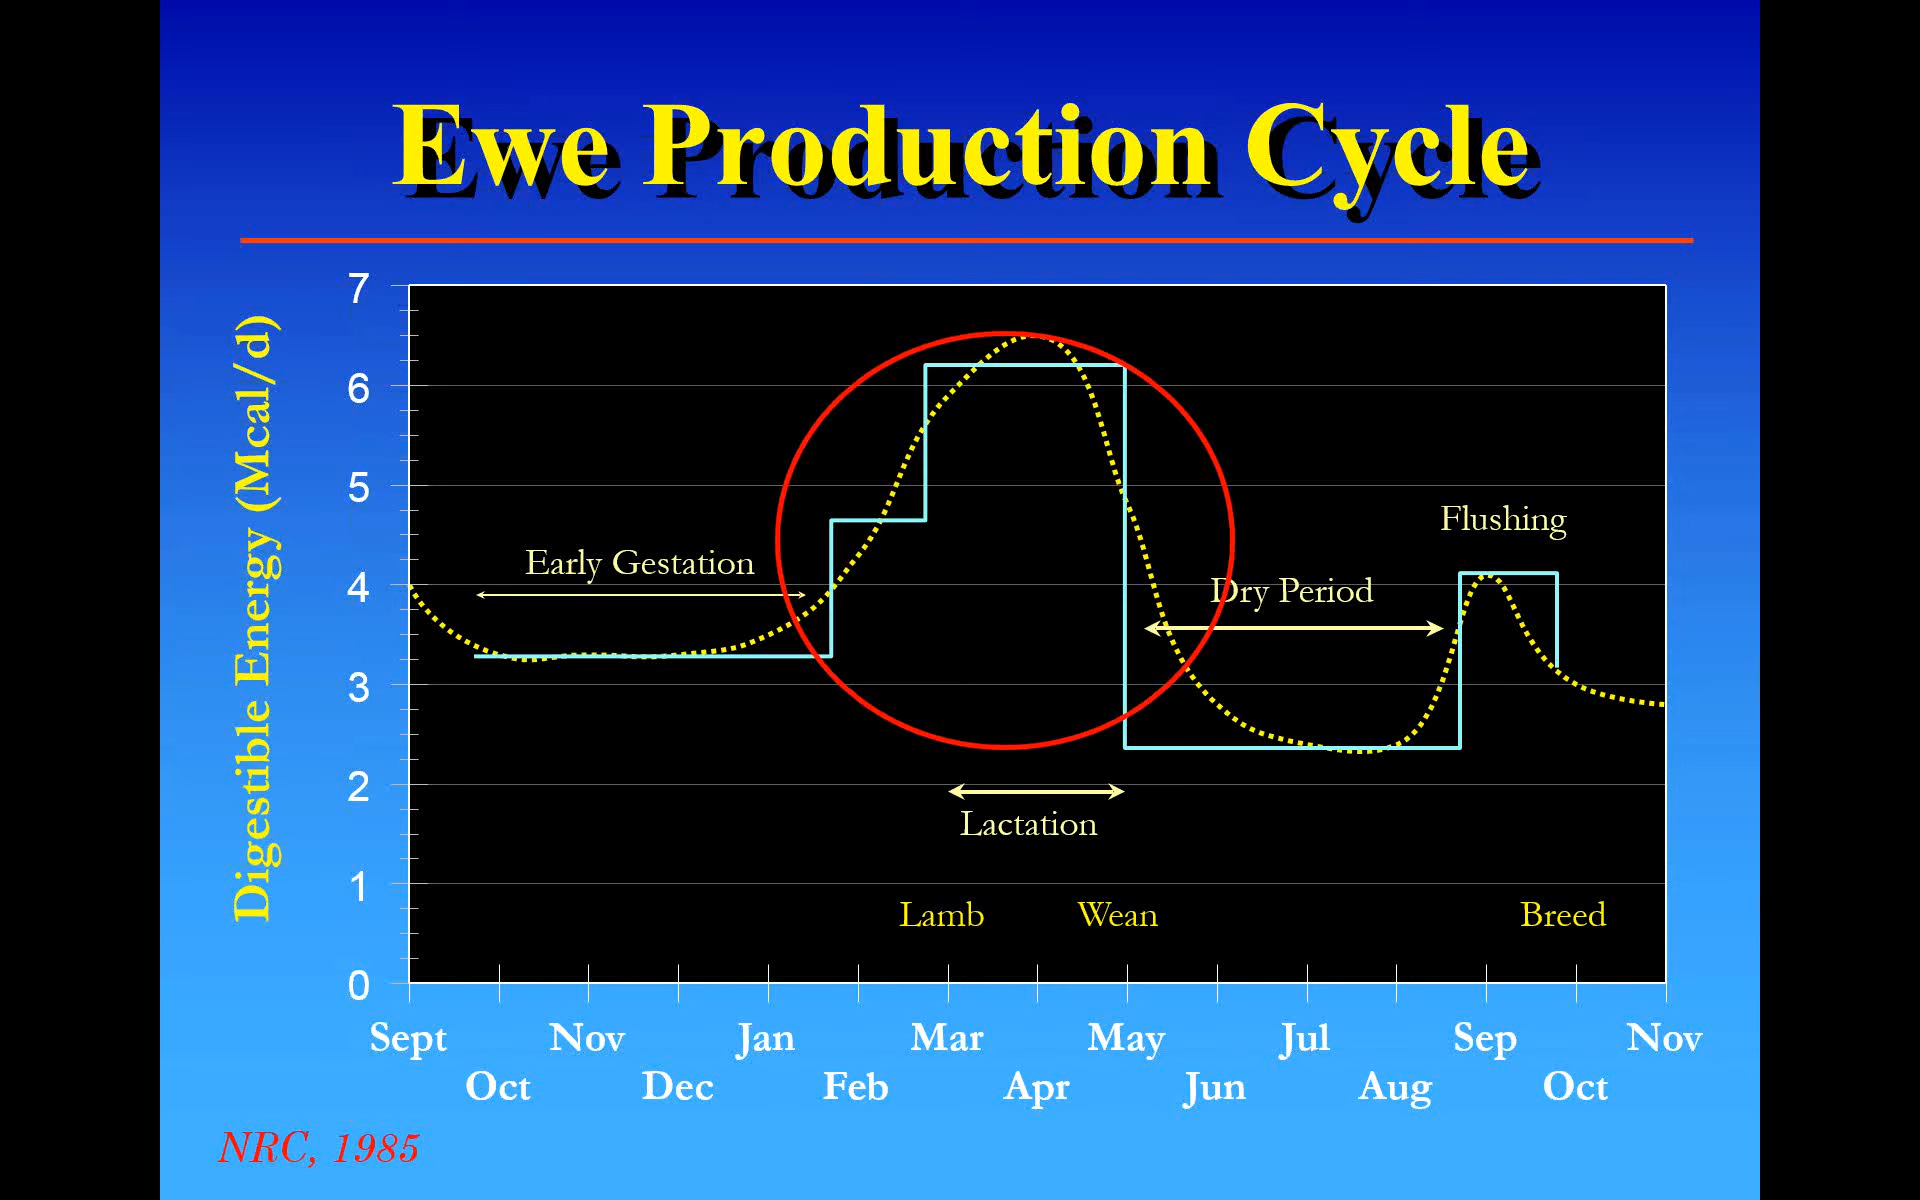 Ewe Production Cycle
Digestible Energy (Mcal/d)
7
6
5
4
3
2
1
0
Flushing
Early Gestation
Dry Period
Lactation
Lamb Wean Breed
Sept Nov Jan Mar May Jul Sep Nov
Oct Dec Feb Apr Jun Aug Oct
NRC, 1985